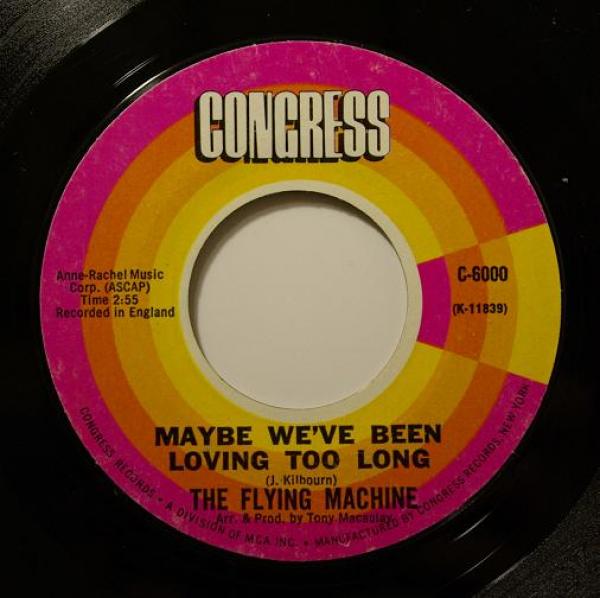 CONGRESS
Anne-Rachel Music
Corp. (ASCAP)
Time 2:55
Recorded in England
C-6000
(K-11839)
MAYBE WE'VE BEEN
LOVING TOO LONG
(J. Kilbourn)
THE FLYING MACHINE
Arr. & Prod. by Tony Macaulay
CONGRESS RECORDS • A DIVISION OF MCA INC. • MANUFACTURED BY CONGRESS RECORDS, NEW YORK